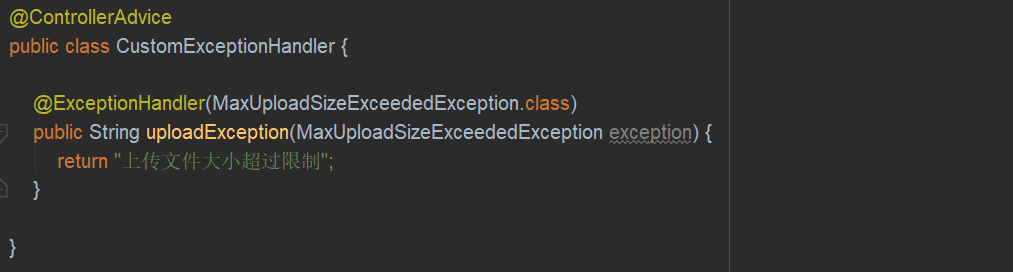 @ControllerAdvice
public class CustomExceptionHandler {
@ExceptionHandler(MaxUploadSizeExceededException.class)
public String uploadException(MaxUploadSizeExceededException exception) {
return "上传文件大小超过限制";
}
}